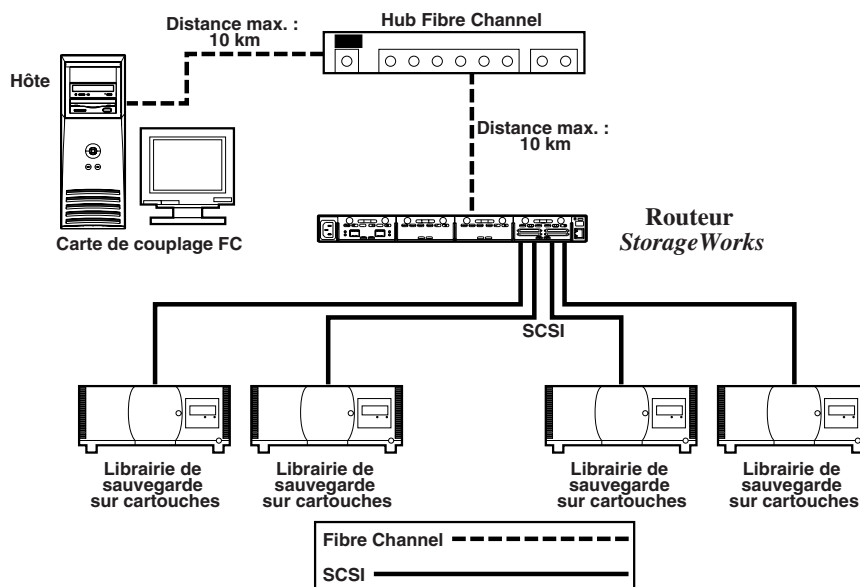 Distance max. :
10 km
Hub Fibre Channel
Hôte
Distance max. :
10 km
Carte de couplage FC
Routeur
StorageWorks
SCSI
Librairie de
sauvegarde
sur cartouches
Librairie de
sauvegarde
sur cartouches
Librairie de
sauvegarde
sur cartouches
Librairie de
sauvegarde
sur cartouches
Fibre Channel
SCSI